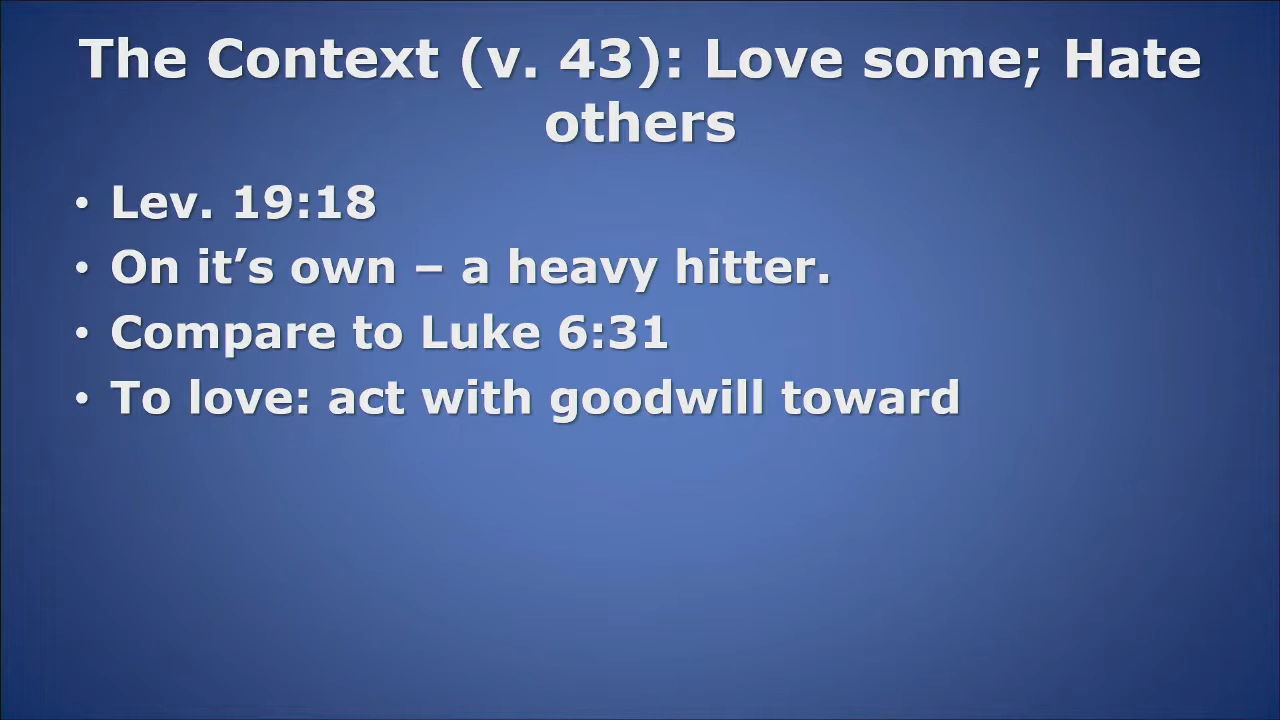 The Context (v. 43): Love some; Hate
others
• Lev. 19:18
• On it’s own – a heavy hitter.
• Compare to Luke 6:31
• To love: act with goodwill toward